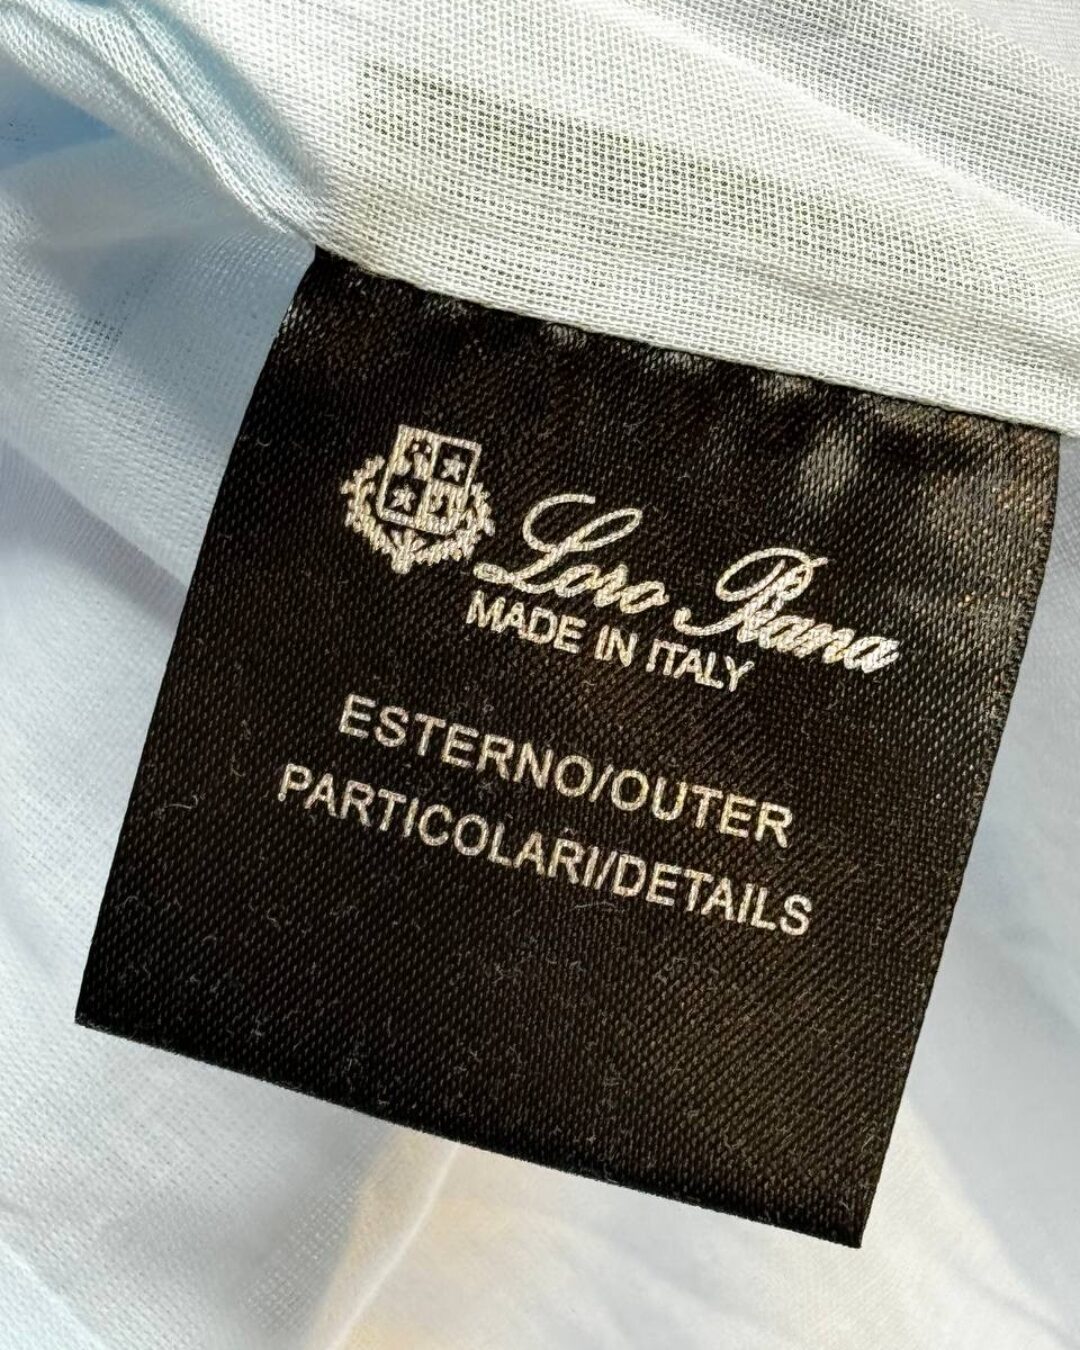 Loro Piana
MADE IN ITALY
ESTERNO/OUTER
PARTICOLARI/DETAILS